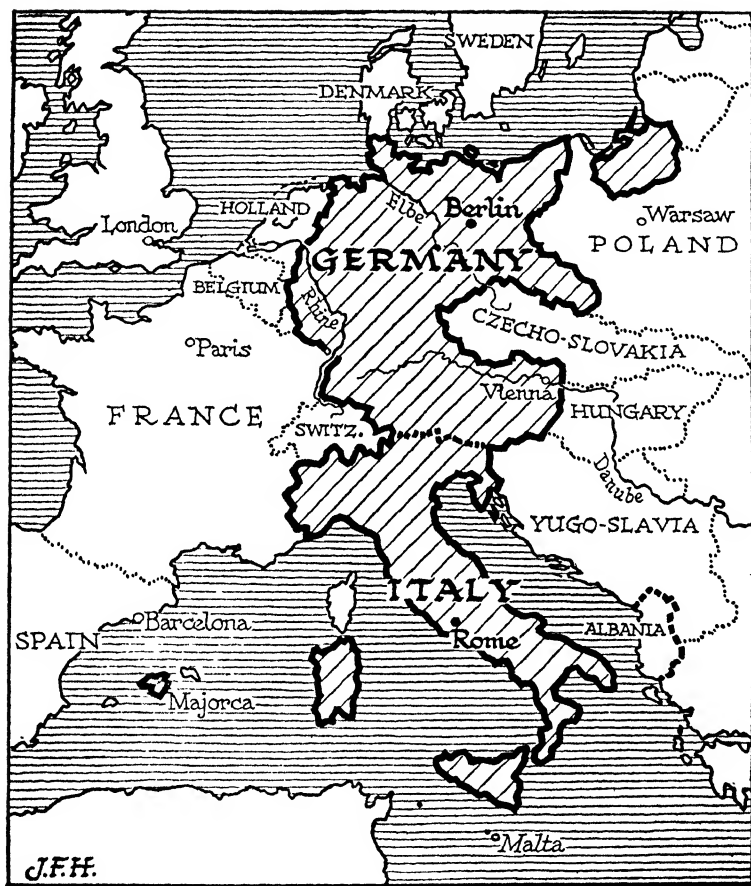 SWEDEN
DENMARK
HOLLAND
Elbe
Berlin
Warsaw
London
GERMANY
POLAND
BELGIUM
Rhine
CZECHO-SLOVAKIA
Paris
Vienna
FRANCE
HUNGARY
SWITZ.
Danube
YUGO-SLAVIA
ITALY
Barcelona
SPAIN
Rome
ALBANIA
Majorca
Malta
J.F.H.